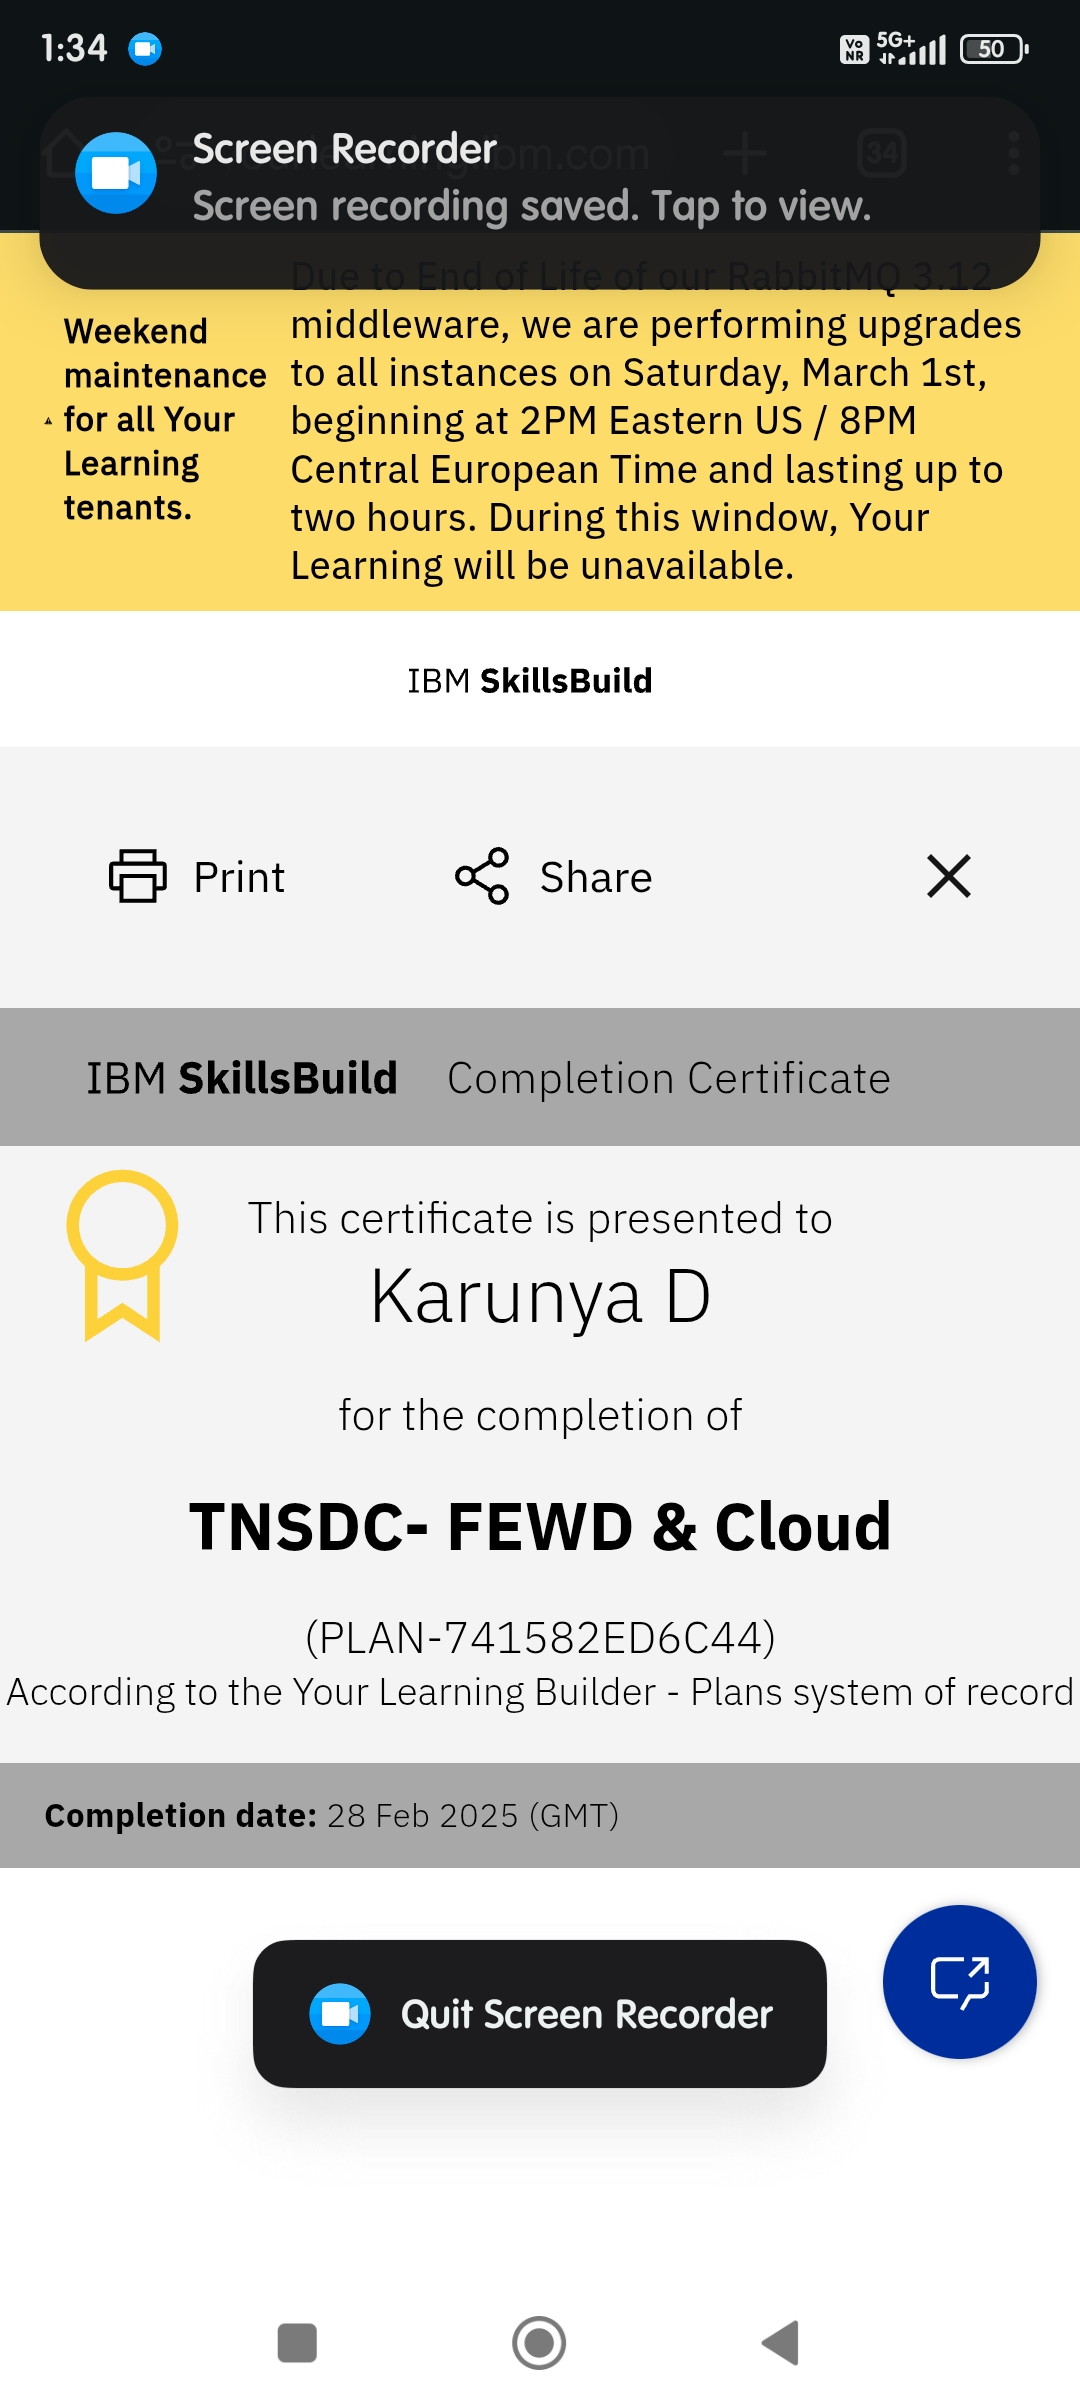 1:34
Vo
NR
5G+
50
Screen Recorder
Screen recording saved. Tap to view.
34
Weekend
maintenance
for all Your
Learning
tenants.
Due to End of Life of our RabbitMQ 3.12
middleware, we are performing upgrades
to all instances on Saturday, March 1st,
beginning at 2PM Eastern US / 8PM
Central European Time and lasting up to
two hours. During this window, Your
Learning will be unavailable.
IBM SkillsBuild
Print
Share
IBM SkillsBuild Completion Certificate
This certificate is presented to
Karunya D
for the completion of
TNSDC- FEWD & Cloud
(PLAN-741582ED6C44)
According to the Your Learning Builder - Plans system of record
Completion date: 28 Feb 2025 (GMT)
Quit Screen Recorder